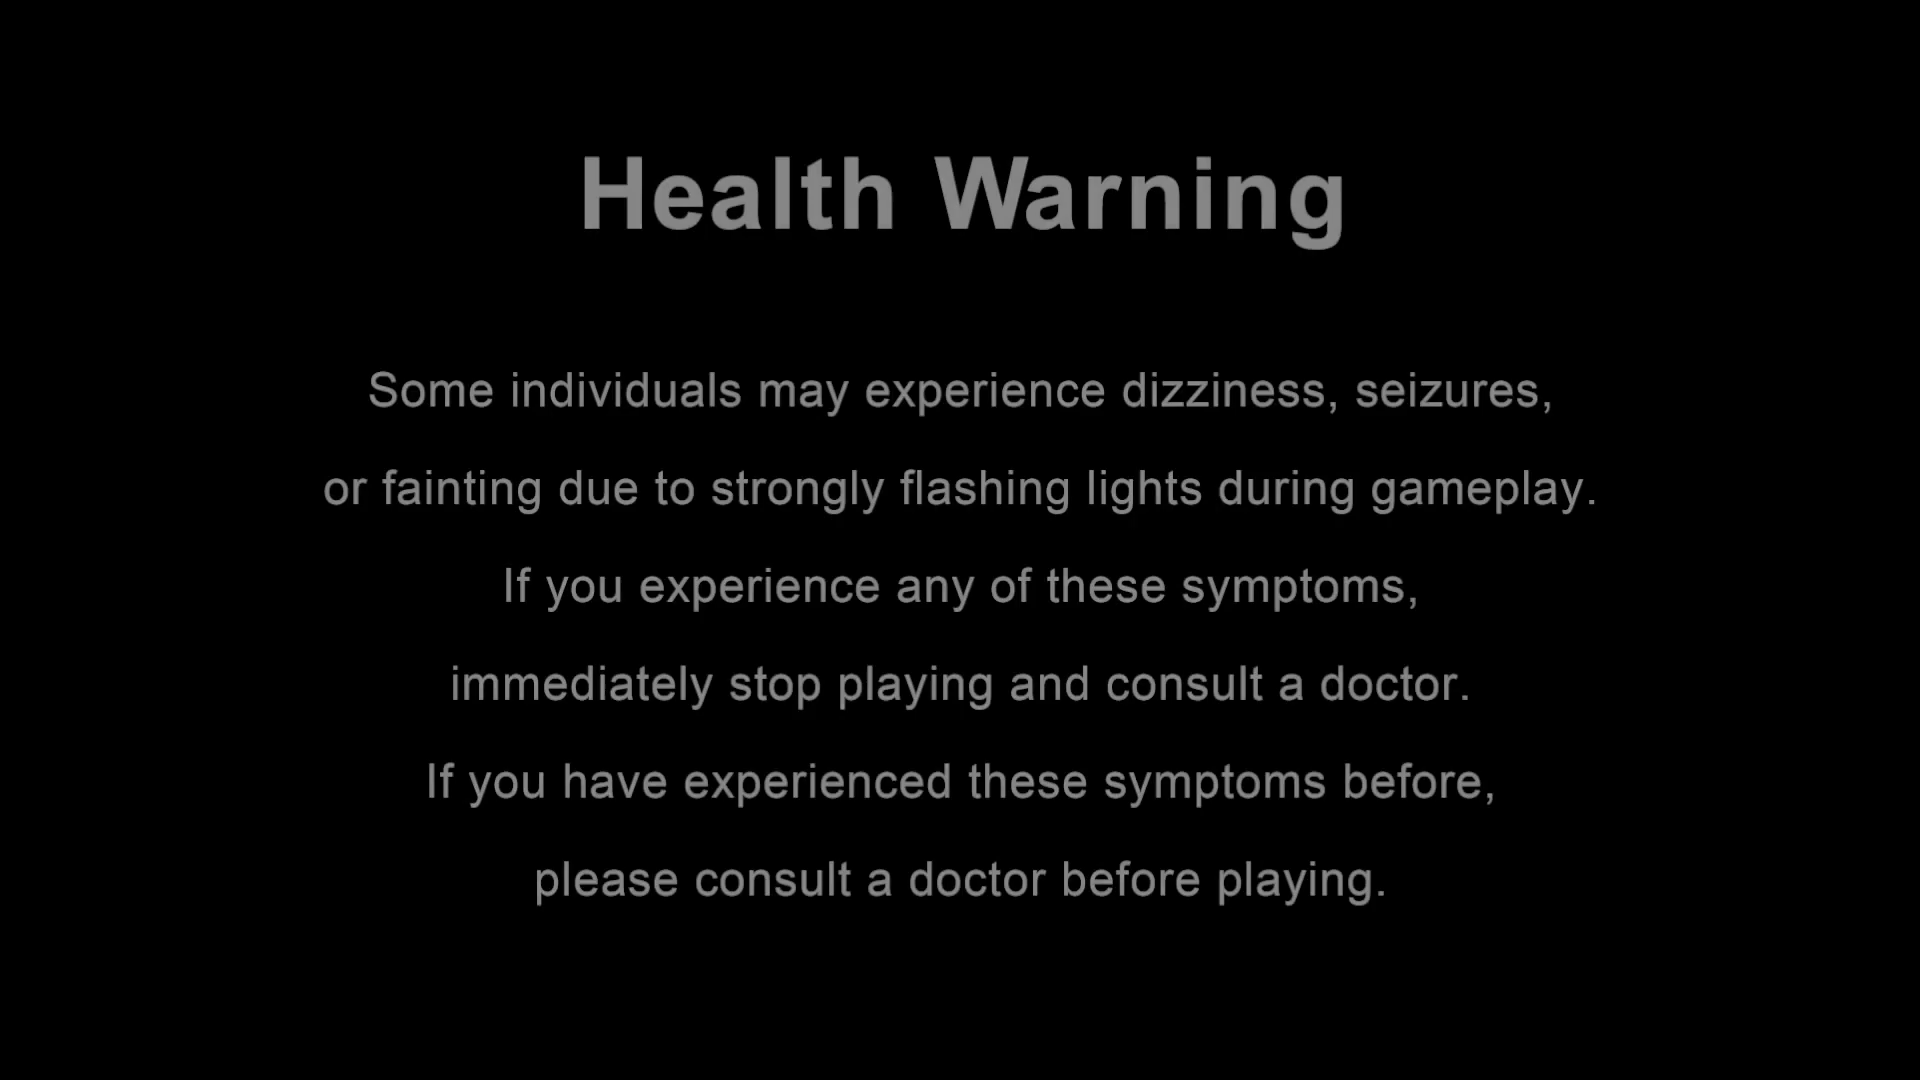 Health Warning
Some individuals may experience dizziness, seizures,
or fainting due to strongly flashing lights during gameplay.
If you experience any of these symptoms,
immediately stop playing and consult a doctor.
If you have experienced these symptoms before,
please consult a doctor before playing.